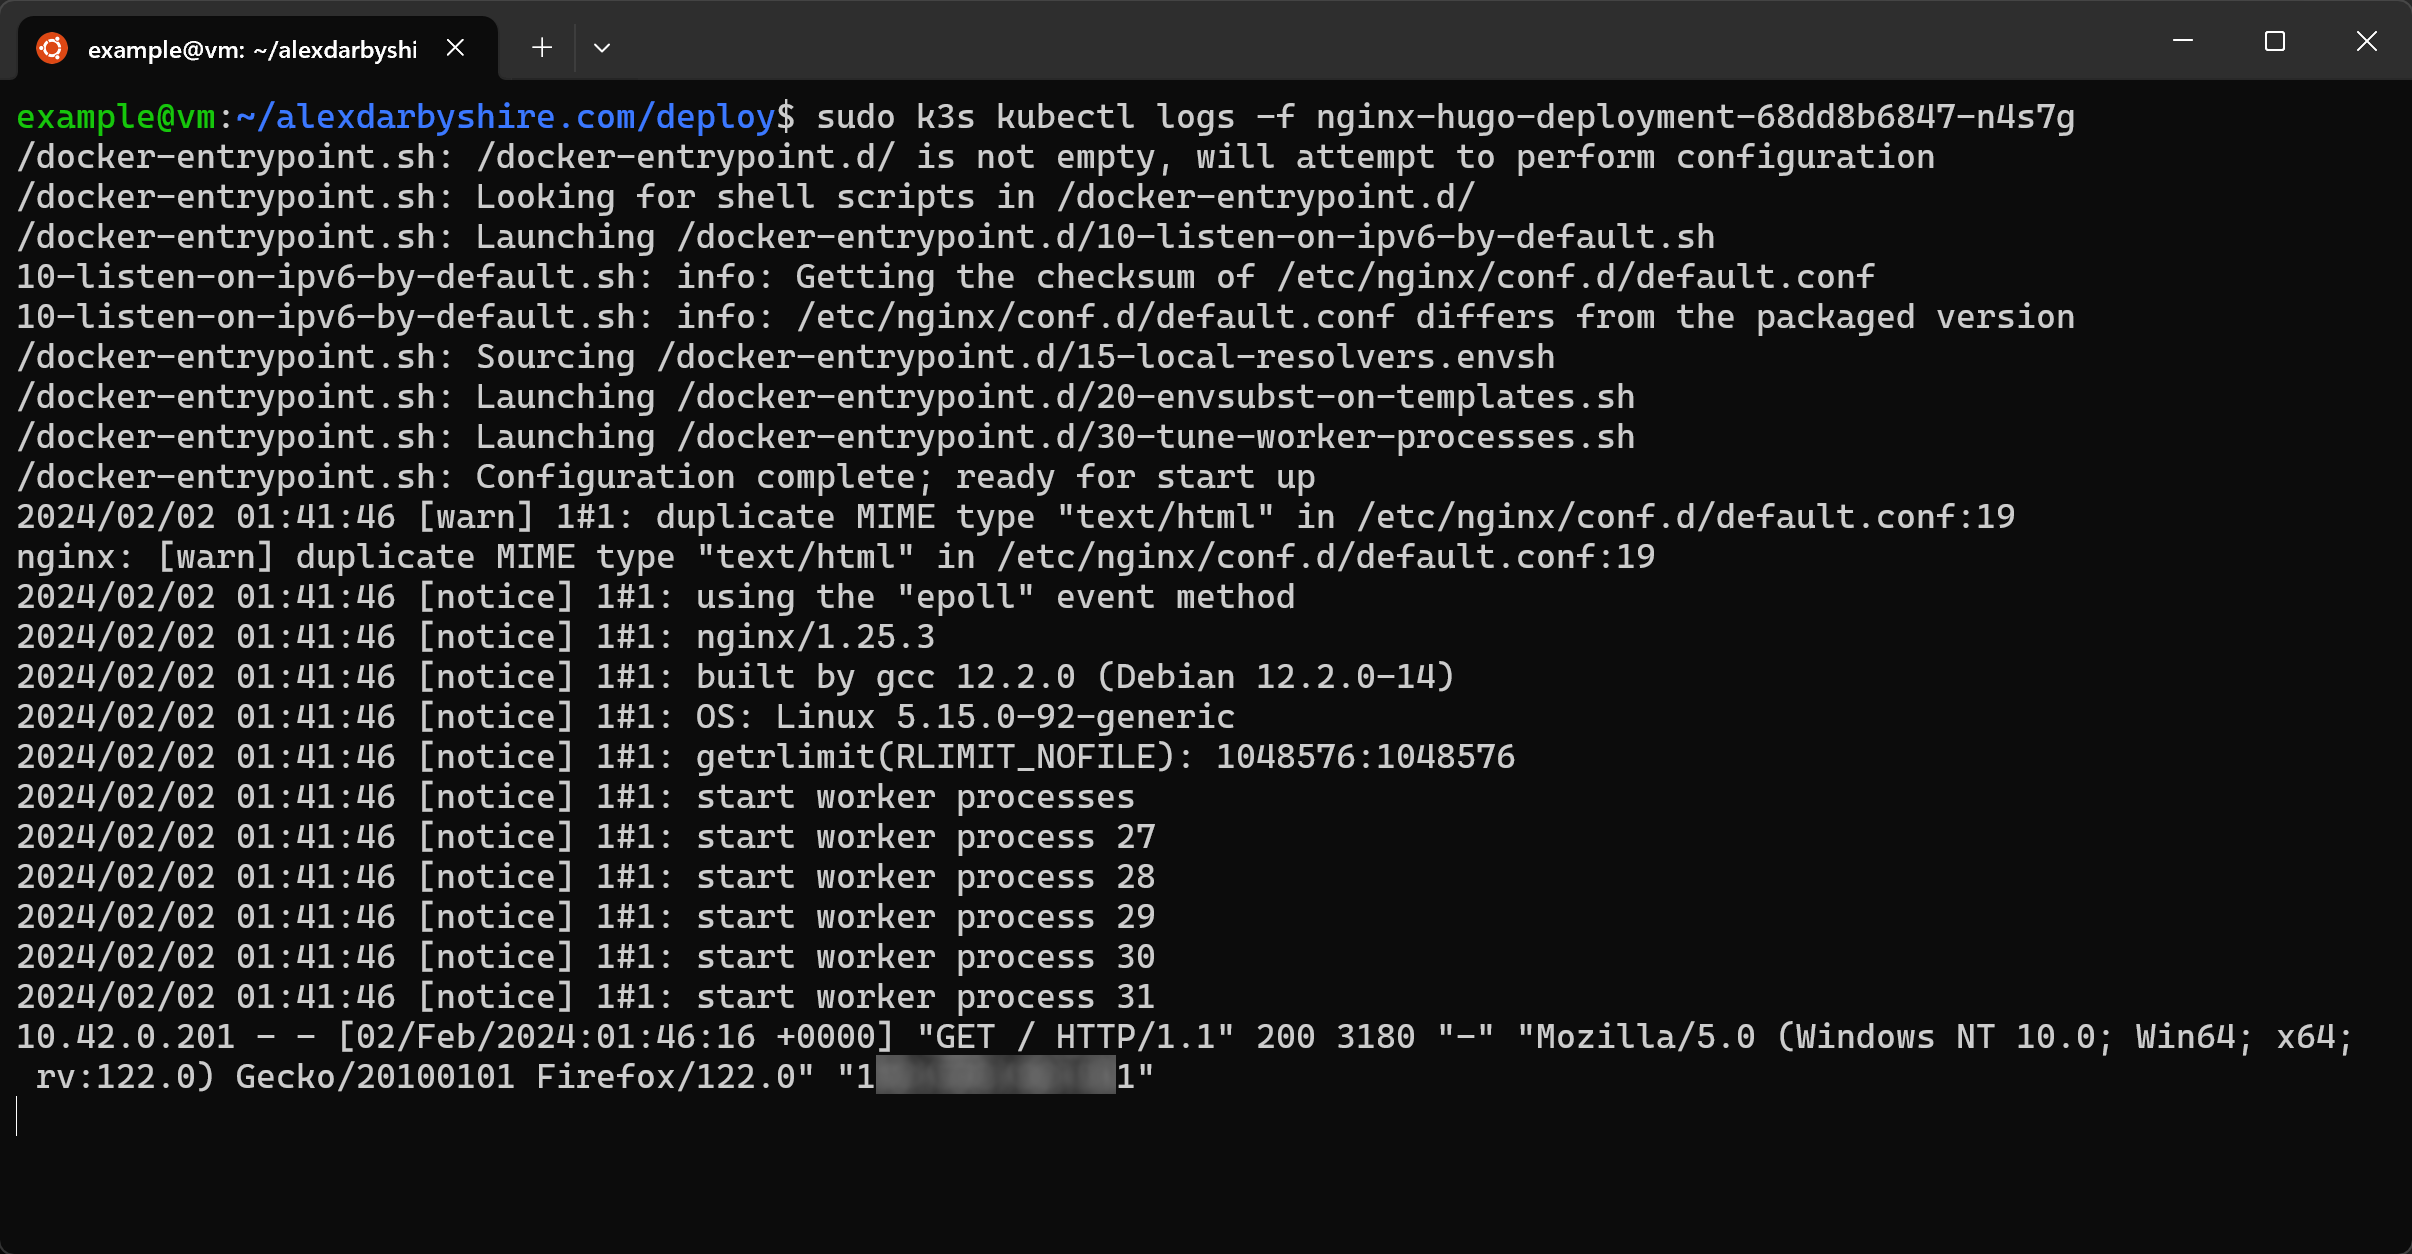 example@vm: ~/alexdarbyshi
example@vm:~/alexdarbyshire.com/deploy$ sudo k3s kubectl logs -f nginx-hugo-deployment-68dd8b6847-n4s7g
/docker-entrypoint.sh: /docker-entrypoint.d/ is not empty, will attempt to perform configuration
/docker-entrypoint.sh: Looking for shell scripts in /docker-entrypoint.d/
/docker-entrypoint.sh: Launching /docker-entrypoint.d/10-listen-on-ipv6-by-default.sh
10-listen-on-ipv6-by-default.sh: info: Getting the checksum of /etc/nginx/conf.d/default.conf
10-listen-on-ipv6-by-default.sh: info: /etc/nginx/conf.d/default.conf differs from the packaged version
/docker-entrypoint.sh: Sourcing /docker-entrypoint.d/15-local-resolvers.envsh
/docker-entrypoint.sh: Launching /docker-entrypoint.d/20-envsubst-on-templates.sh
/docker-entrypoint.sh: Launching /docker-entrypoint.d/30-tune-worker-processes.sh
/docker-entrypoint.sh: Configuration complete; ready for start up
2024/02/02 01:41:46 [warn] 1#1: duplicate MIME type "text/html" in /etc/nginx/conf.d/default.conf:19
nginx: [warn] duplicate MIME type "text/html" in /etc/nginx/conf.d/default.conf:19
2024/02/02 01:41:46 [notice] 1#1: using the "epoll" event method
2024/02/02 01:41:46 [notice] 1#1: nginx/1.25.3
2024/02/02 01:41:46 [notice] 1#1: built by gcc 12.2.0 (Debian 12.2.0-14)
2024/02/02 01:41:46 [notice] 1#1: OS: Linux 5.15.0-92-generic
2024/02/02 01:41:46 [notice] 1#1: getrlimit(RLIMIT_NOFILE): 1048576:1048576
2024/02/02 01:41:46 [notice] 1#1: start worker processes
2024/02/02 01:41:46 [notice] 1#1: start worker process 27
2024/02/02 01:41:46 [notice] 1#1: start worker process 28
2024/02/02 01:41:46 [notice] 1#1: start worker process 29
2024/02/02 01:41:46 [notice] 1#1: start worker process 30
2024/02/02 01:41:46 [notice] 1#1: start worker process 31
10.42.0.201 - - [02/Feb/2024:01:46:16 +0000] "GET / HTTP/1.1" 200 3180 "-" "Mozilla/5.0 (Windows NT 10.0; Win64; x64;
rv:122.0) Gecko/20100101 Firefox/122.0"